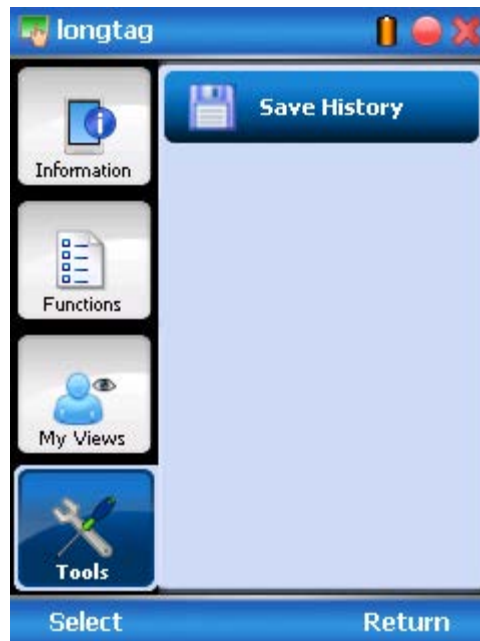 longtag
Information
Save History
Functions
My Views
Tools
Select Return